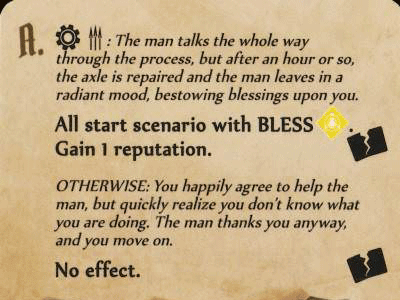 A. : The man talks the whole way
through the process, but after an hour or so,
the axle is repaired and the man leaves in a
radiant mood, bestowing blessings upon you.
All start scenario with BLESS .
Gain 1 reputation.
OTHERWISE: You happily agree to help the
man, but quickly realize you don't know what
you are doing. The man thanks you anyway,
and you move on.
No effect.